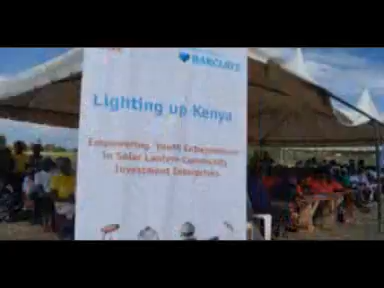 BARCLAYS
Lighting up Kenya
Empowering Youth Entrepreneurs
in Solar Lantern Community
Investment Enterprises